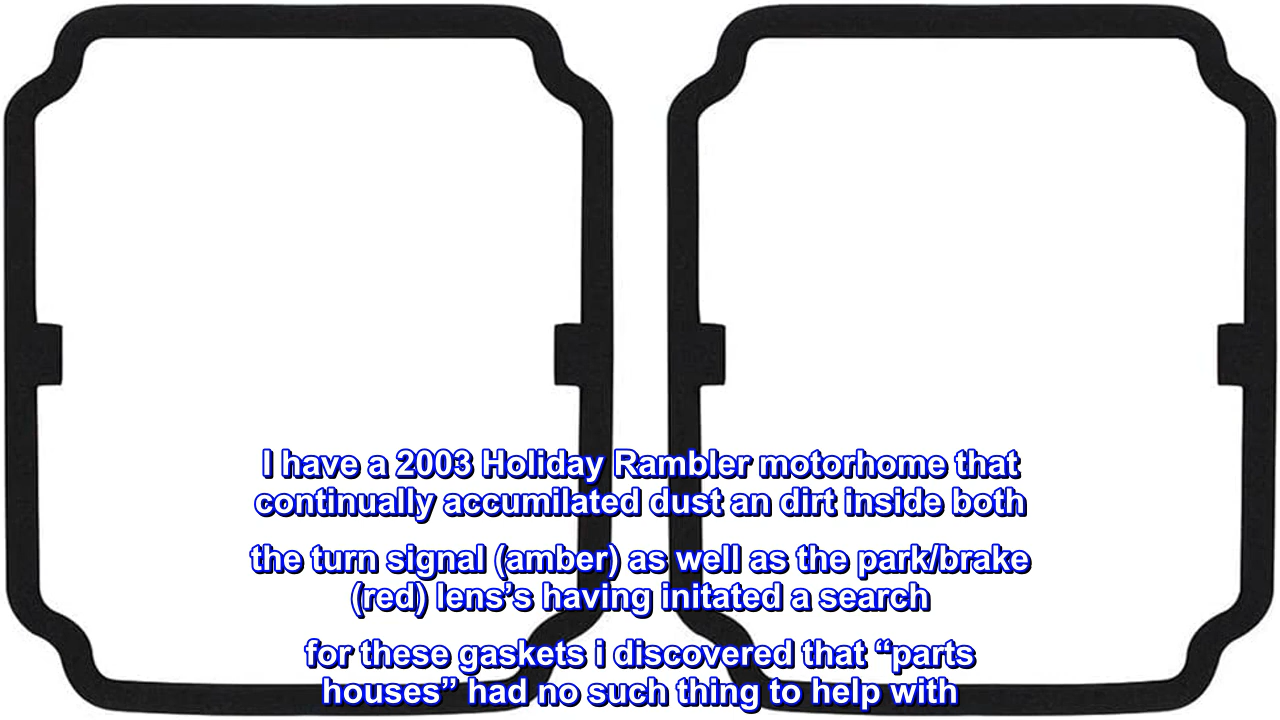 I have a 2003 Holiday Rambler motorhome that
continually accumilated dust an dirt inside both
the turn signal (amber) as well as the park/brake
(red) lens’s having initated a search
for these gaskets i discovered that “parts
houses” had no such thing to help with